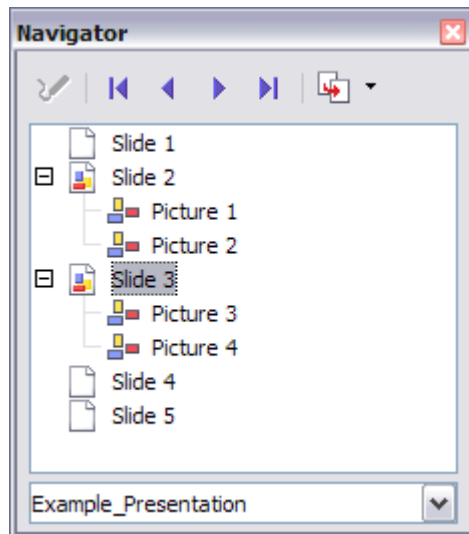 Navigator
Slide 1
Slide 2
Picture 1
Picture 2
Slide 3
Picture 3
Picture 4
Slide 4
Slide 5
Example_Presentation